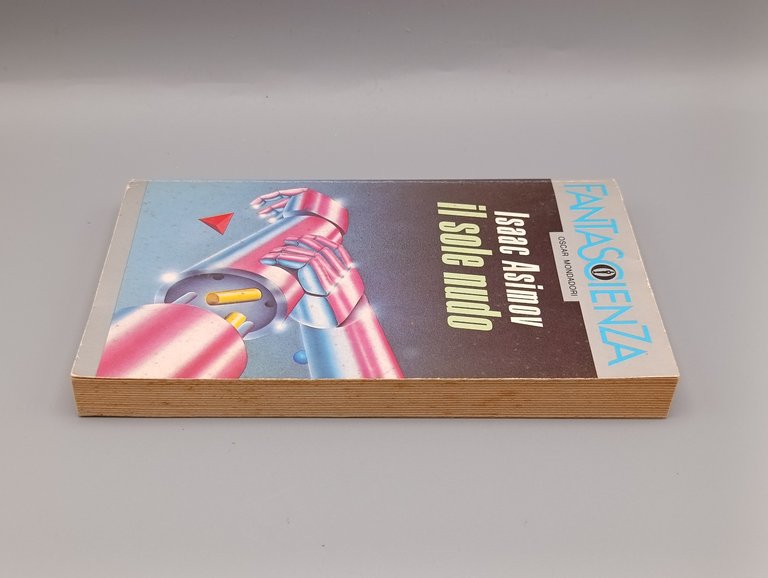 FANTASCIENZA
OSCAR MONDADORI
Isaac Asimov
il sole nudo